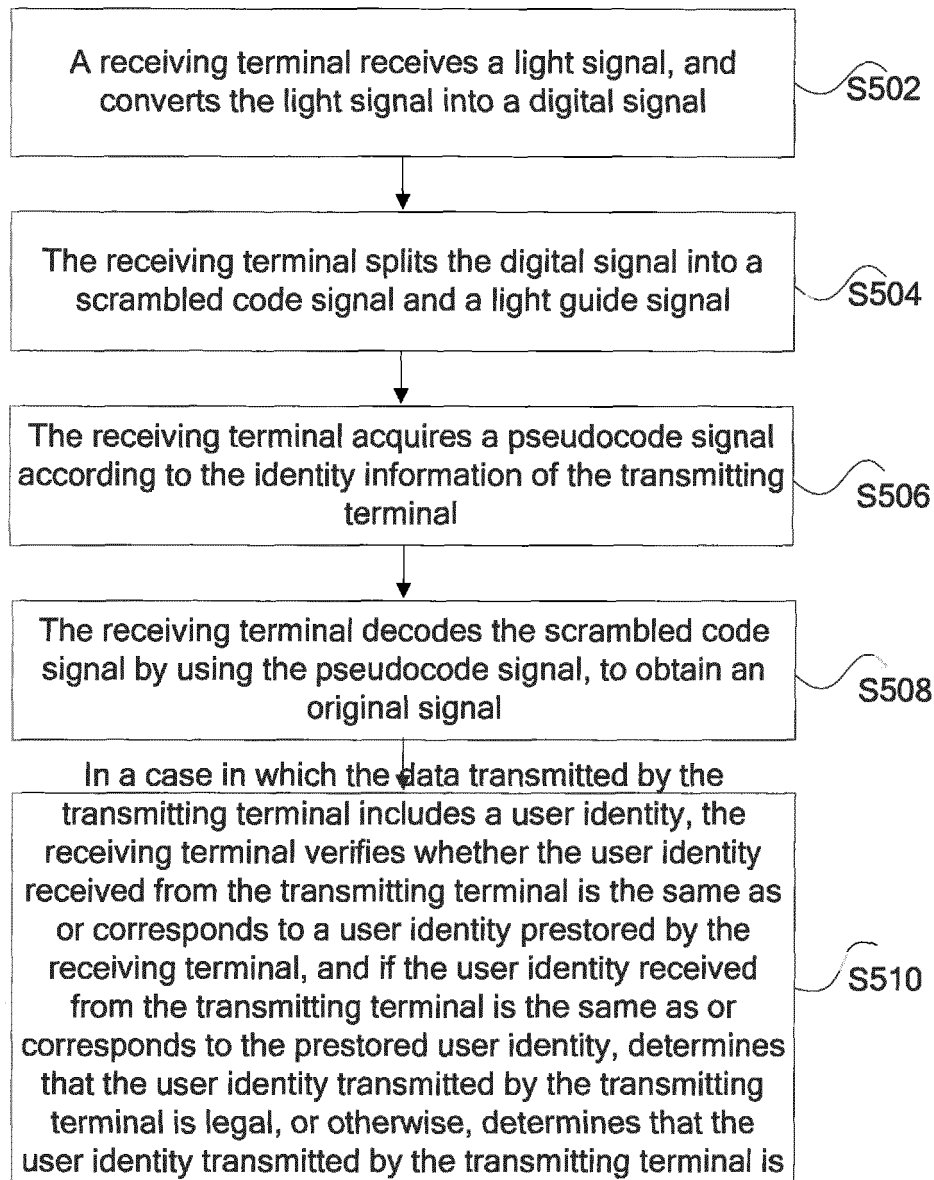 A receiving terminal receives a light signal, and
converts the light signal into a digital signal
S502
The receiving terminal splits the digital signal into a
scrambled code signal and a light guide signal
S504
The receiving terminal acquires a pseudocode signal
according to the identity information of the transmitting
terminal
S506
The receiving terminal decodes the scrambled code
signal by using the pseudocode signal, to obtain an
original signal
S508
In a case in which the data transmitted by the
transmitting terminal includes a user identity, the
receiving terminal verifies whether the user identity
received from the transmitting terminal is the same as
or corresponds to a user identity prestored by the
receiving terminal, and if the user identity received
from the transmitting terminal is the same as or
corresponds to the prestored user identity, determines
that the user identity transmitted by the transmitting
terminal is legal, or otherwise, determines that the
user identity transmitted by the transmitting terminal is
S510